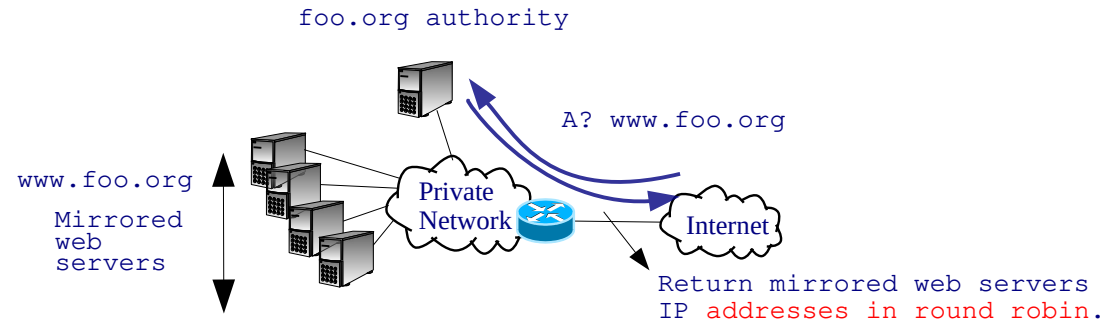 foo.org authority
A? www.foo.org
www.foo.org
Mirrored
web
servers
Private
Network
Internet
Return mirrored web servers
IP addresses in round robin.